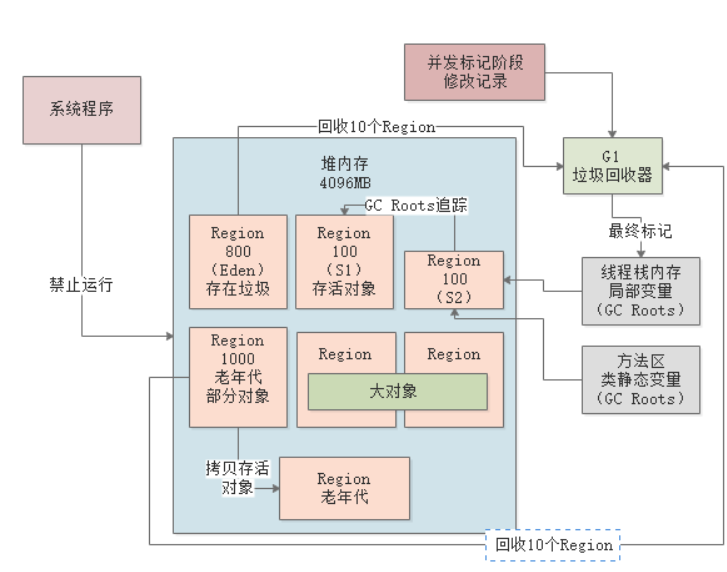 并发标记阶段
修改记录
系统程序
回收10个Region
G1
垃圾回收器
堆内存
4096MB
GC Roots追踪
Region
800
（Eden）
存在垃圾
Region
100
（S1）
存活对象
Region
100
（S2）
最终标记
线程栈内存
局部变量
（GC Roots）
禁止运行
Region
1000
老年代
部分对象
Region
Region
大对象
方法区
类静态变量
（GC Roots）
拷贝存活
对象
Region
老年代
回收10个Region